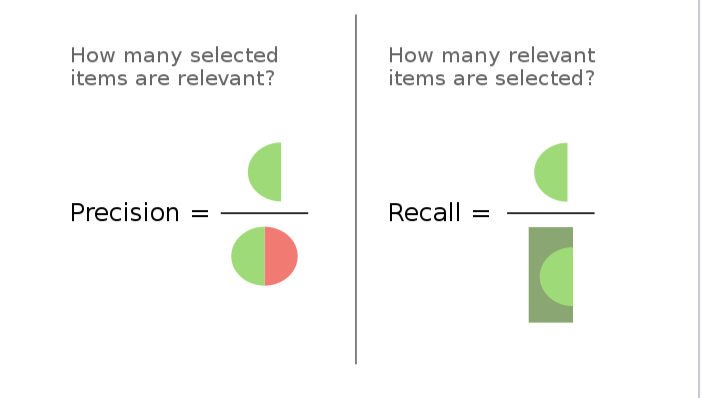 How many selected
items are relevant?
Precision =
How many relevant
items are selected?
Recall =